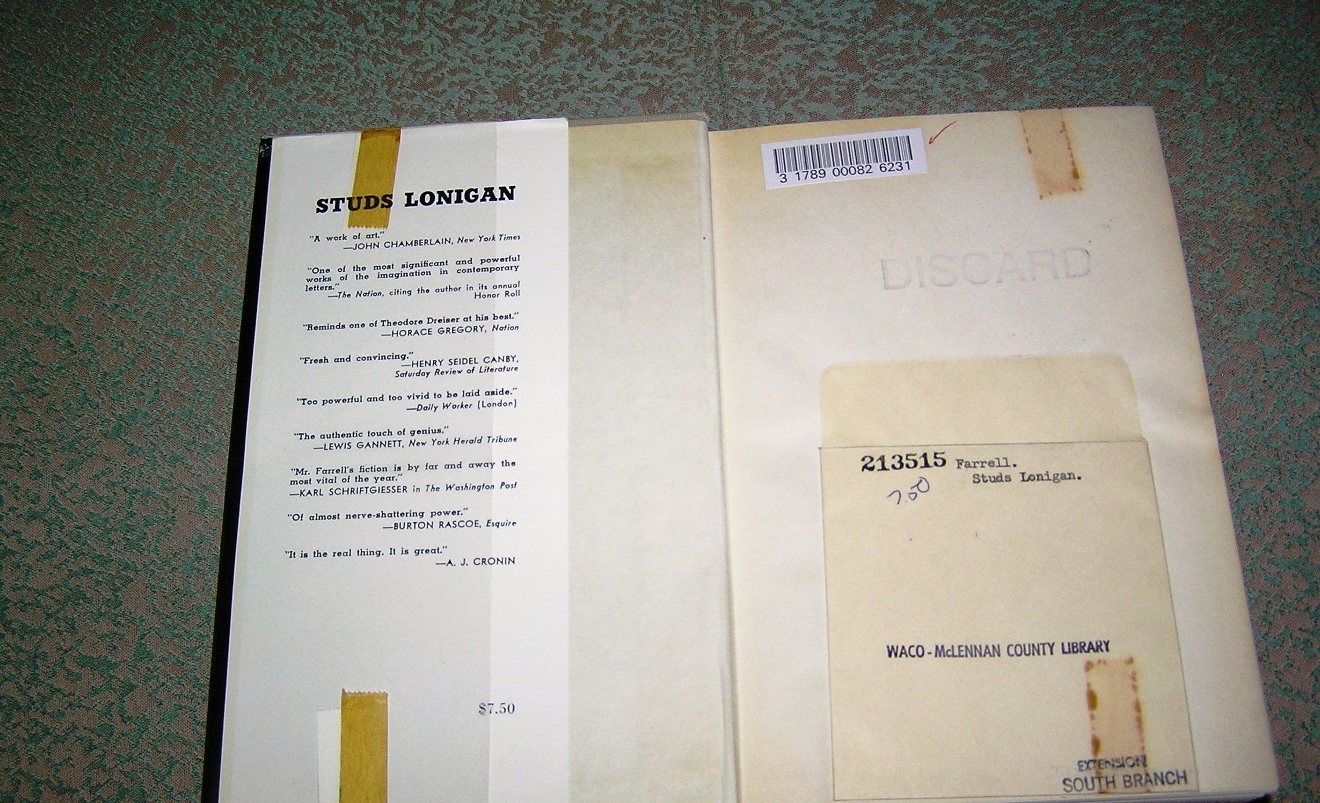 STUDS LONIGAN
"A work of art."
—JOHN CHAMBERLAIN, New York Times
"One of the most significant and powerful
works of the imagination in contemporary
letters."
—The Nation, citing the author in its annual
Honor Roll
"Reminds one of Theodore Dreiser at his best."
—HORACE GREGORY, Nation
"Fresh and convincing."
—HENRY SEIDEL CANBY,
Saturday Review of Literature
"Too powerful and too vivid to be laid aside."
—Daily Worker (London)
"The authentic touch of genius."
—LEWIS GANNETT, New York Herald Tribune
"Mr. Farrell's fiction is by far and away the
most vital of the year."
—KARL SCHRIFTGIESSER in The Washington Post
"Of almost nerve-shattering power."
—BURTON RASCOE, Esquire
"It is the real thing. It is great."
—A. J. CRONIN
$7.50
3 1789 00082 6231
DISCARD
213515 Farrell.
Studs Lonigan.
7.50
WACO-McLENNAN COUNTY LIBRARY
EXTENSION
SOUTH BRANCH